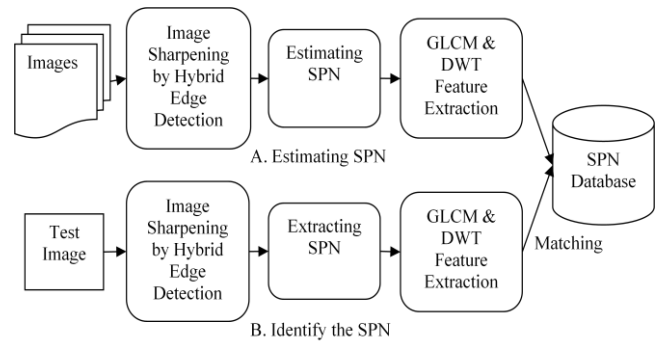 Images
Image
Sharpening
by Hybrid
Edge
Detection
Estimating
SPN
GLCM &
DWT
Feature
Extraction
A. Estimating SPN
SPN
Database
Test
Image
Image
Sharpening
by Hybrid
Edge
Detection
Extracting
SPN
GLCM &
DWT
Feature
Extraction
Matching
B. Identify the SPN